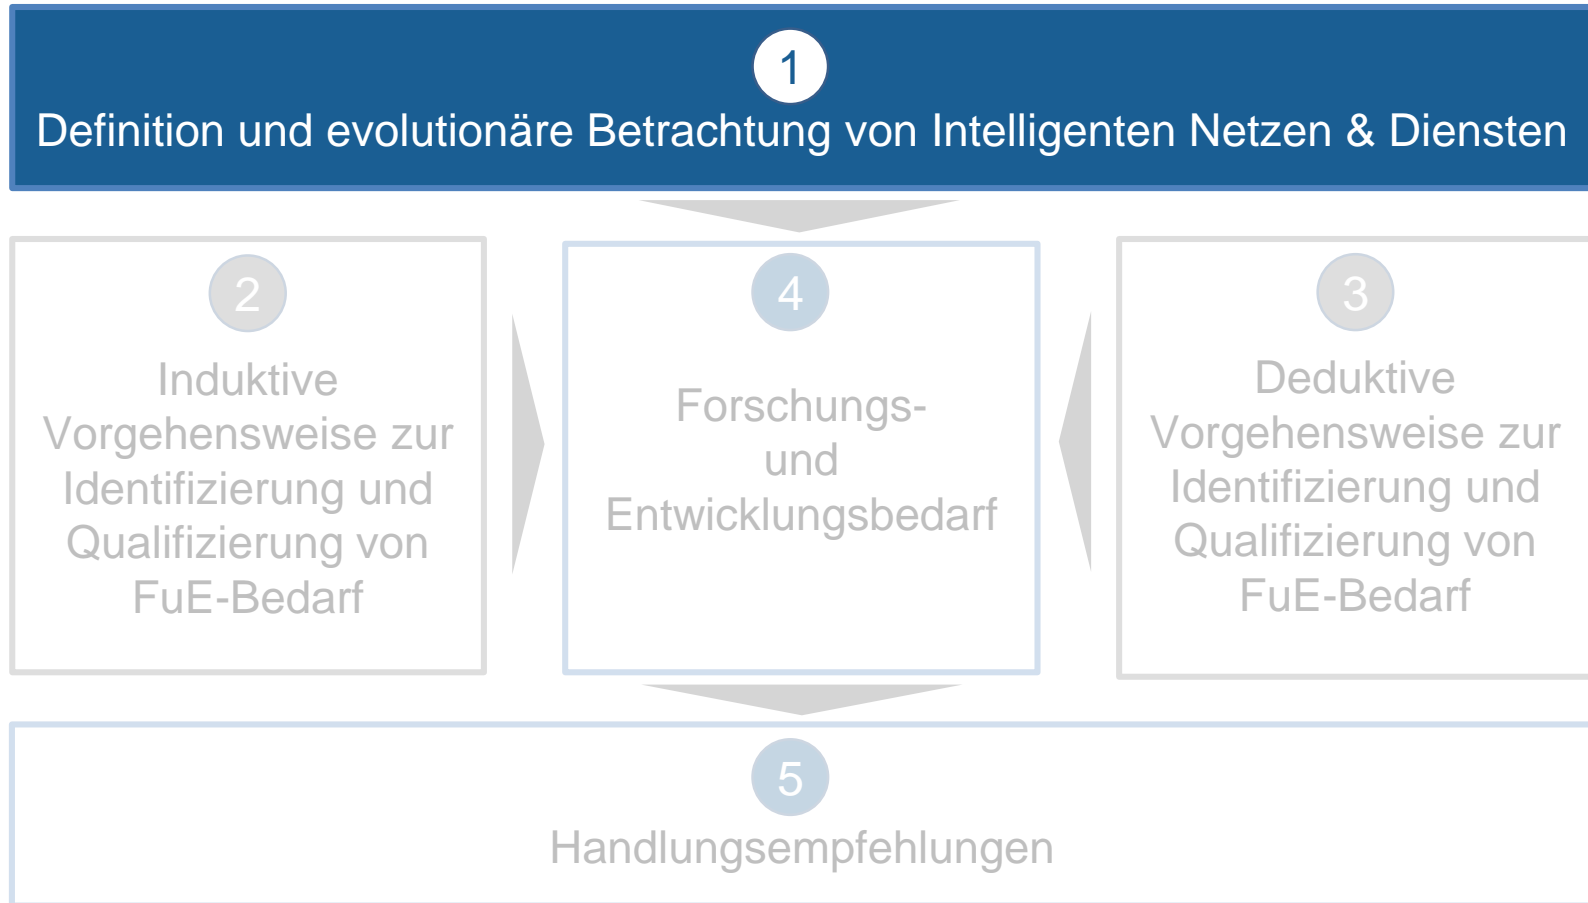 1
Definition und evolutionäre Betrachtung von Intelligenten Netzen & Diensten
2
Induktive
Vorgehensweise zur
Identifizierung und
Qualifizierung von
FuE-Bedarf
4
Forschungs-
und
Entwicklungsbedarf
3
Deduktive
Vorgehensweise zur
Identifizierung und
Qualifizierung von
FuE-Bedarf
5
Handlungsempfehlungen